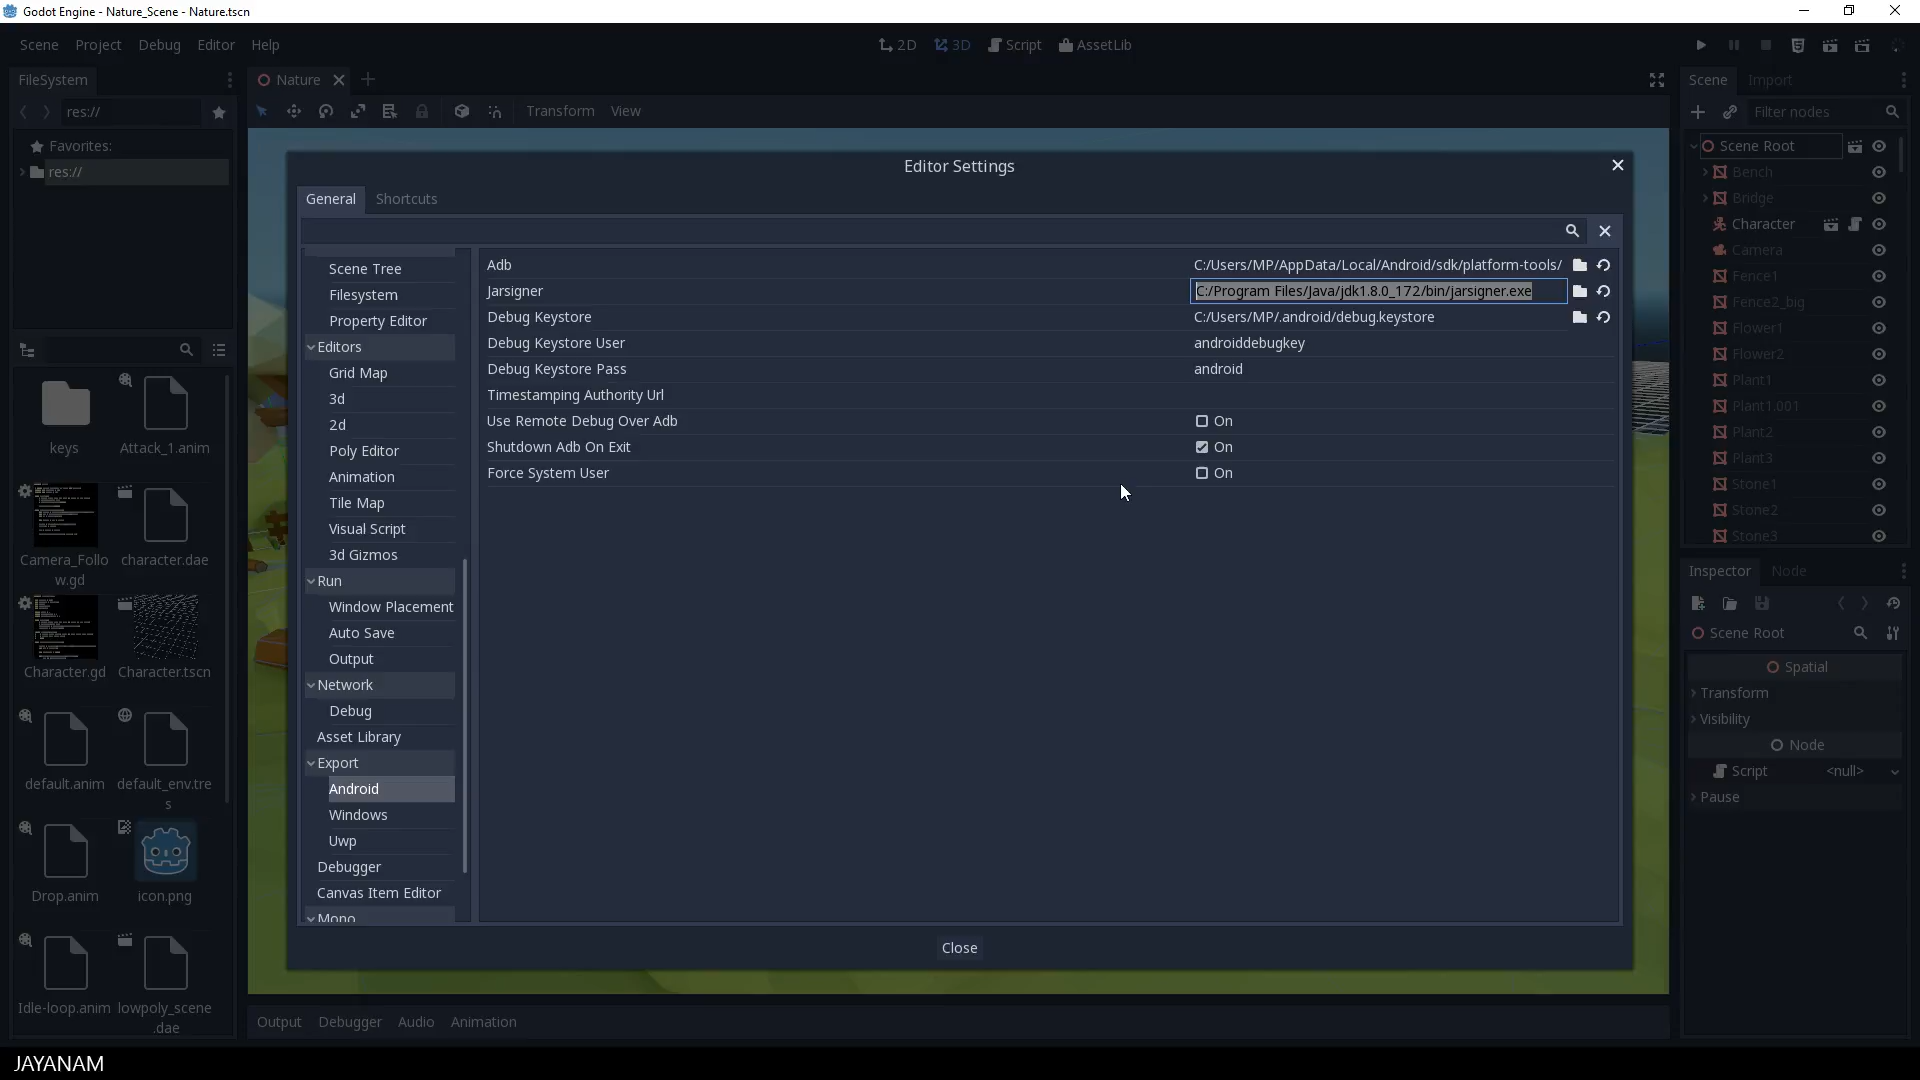 Godot Engine - Nature_Scene - Nature.tscn
Scene Project Debug Editor Help
2D 3D Script AssetLib
FileSystem
Nature
Scene Import
res://
Transform View
Filter nodes
Favorites:
res://
Editor Settings
General Shortcuts
Scene Tree
Filesystem
Property Editor
Editors
Grid Map
3d
2d
Poly Editor
Animation
Tile Map
Visual Script
3d Gizmos
Run
Window Placement
Auto Save
Output
Network
Debug
Asset Library
Export
Android
Windows
Uwp
Debugger
Canvas Item Editor
Mono
Adb C:/Users/MP/AppData/Local/Android/sdk/platform-tools/
Jarsigner C:/Program Files/Java/jdk1.8.0_172/bin/jarsigner.exe
Debug Keystore C:/Users/MP/.android/debug.keystore
Debug Keystore User androiddebugkey
Debug Keystore Pass android
Timestamping Authority Url
Use Remote Debug Over Adb On
Shutdown Adb On Exit On
Force System User On
Close
keys
Attack_1.anim
Camera_Follo
w.gd
character.dae
Character.gd
Character.tscn
default.anim
default_env.tre
s
Drop.anim
icon.png
Idle-loop.anim
lowpoly_scene
.dae
Scene Root
Bench
Bridge
Character
Camera
Fence1
Fence2_big
Flower1
Flower2
Plant1
Plant1.001
Plant2
Plant3
Stone1
Stone2
Stone3
Inspector Node
Scene Root
Spatial
Transform
Visibility
Node
Script <null>
Pause
Output Debugger Audio Animation
JAYANAM